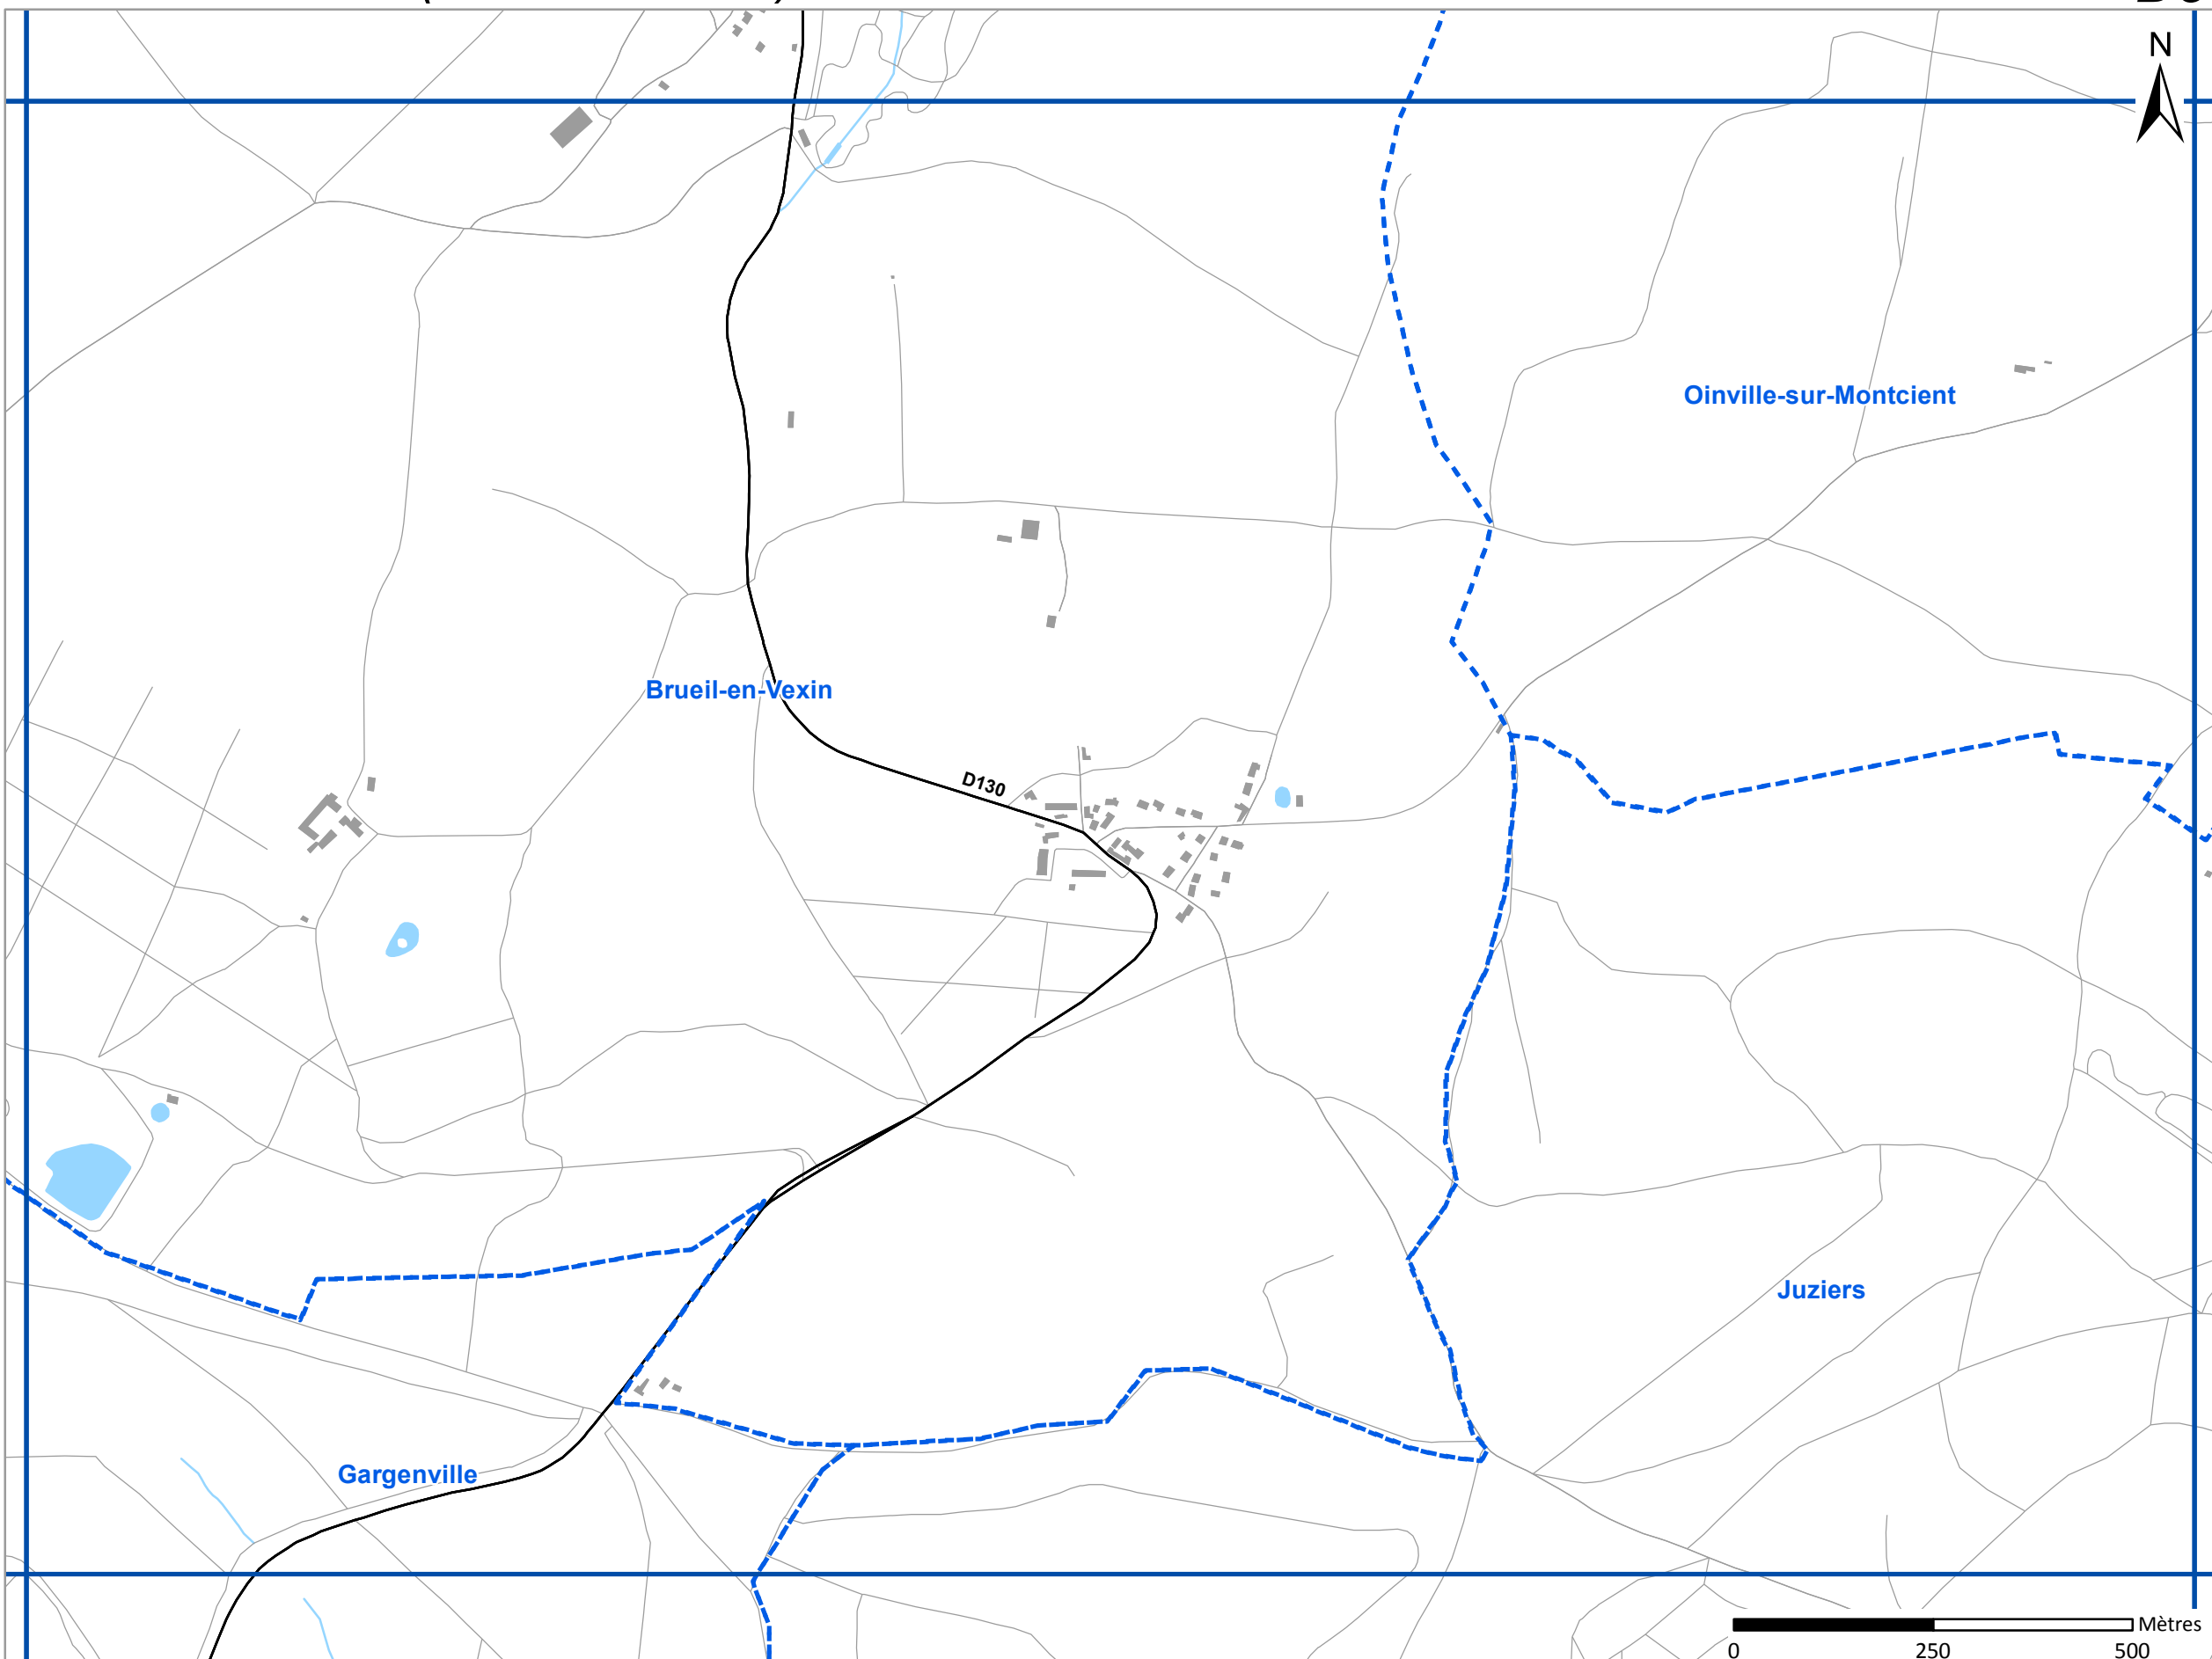 N
Oinville-sur-Montcient
Brueil-en-Vexin
D130
Juziers
Gargenville
Mètres
0 250 500